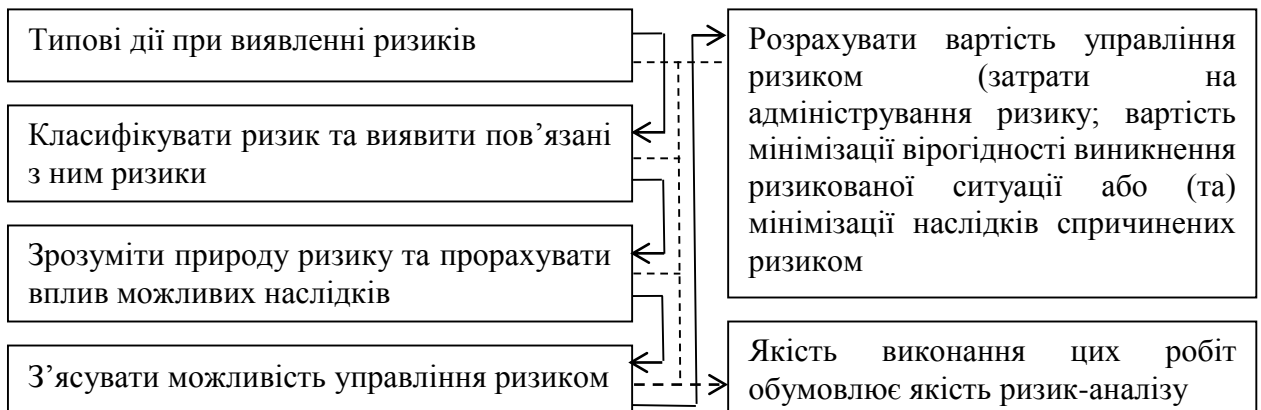 Типові дії при виявленні ризиків
Класифікувати ризик та виявити пов’язані
з ним ризики
Зрозуміти природу ризику та прорахувати
вплив можливих наслідків
З’ясувати можливість управління ризиком
Розрахувати вартість управління
ризиком (затрати на
адміністрування ризику; вартість
мінімізації вірогідності виникнення
ризикованої ситуації або (та)
мінімізації наслідків спричинених
ризиком
Якість виконання цих робіт
обумовлює якість ризик-аналізу